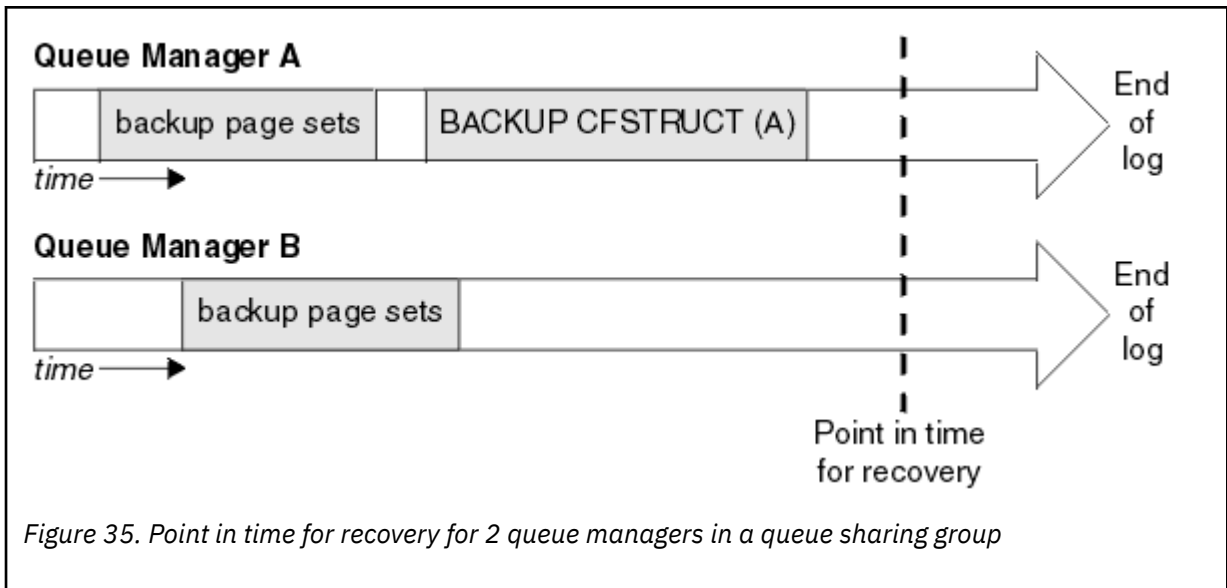 Queue Manager A
backup page sets
BACKUP CFSTRUCT (A)
End
of
log
time
Queue Manager B
backup page sets
End
of
log
time
Point in time
for recovery
Figure 35. Point in time for recovery for 2 queue managers in a queue sharing group